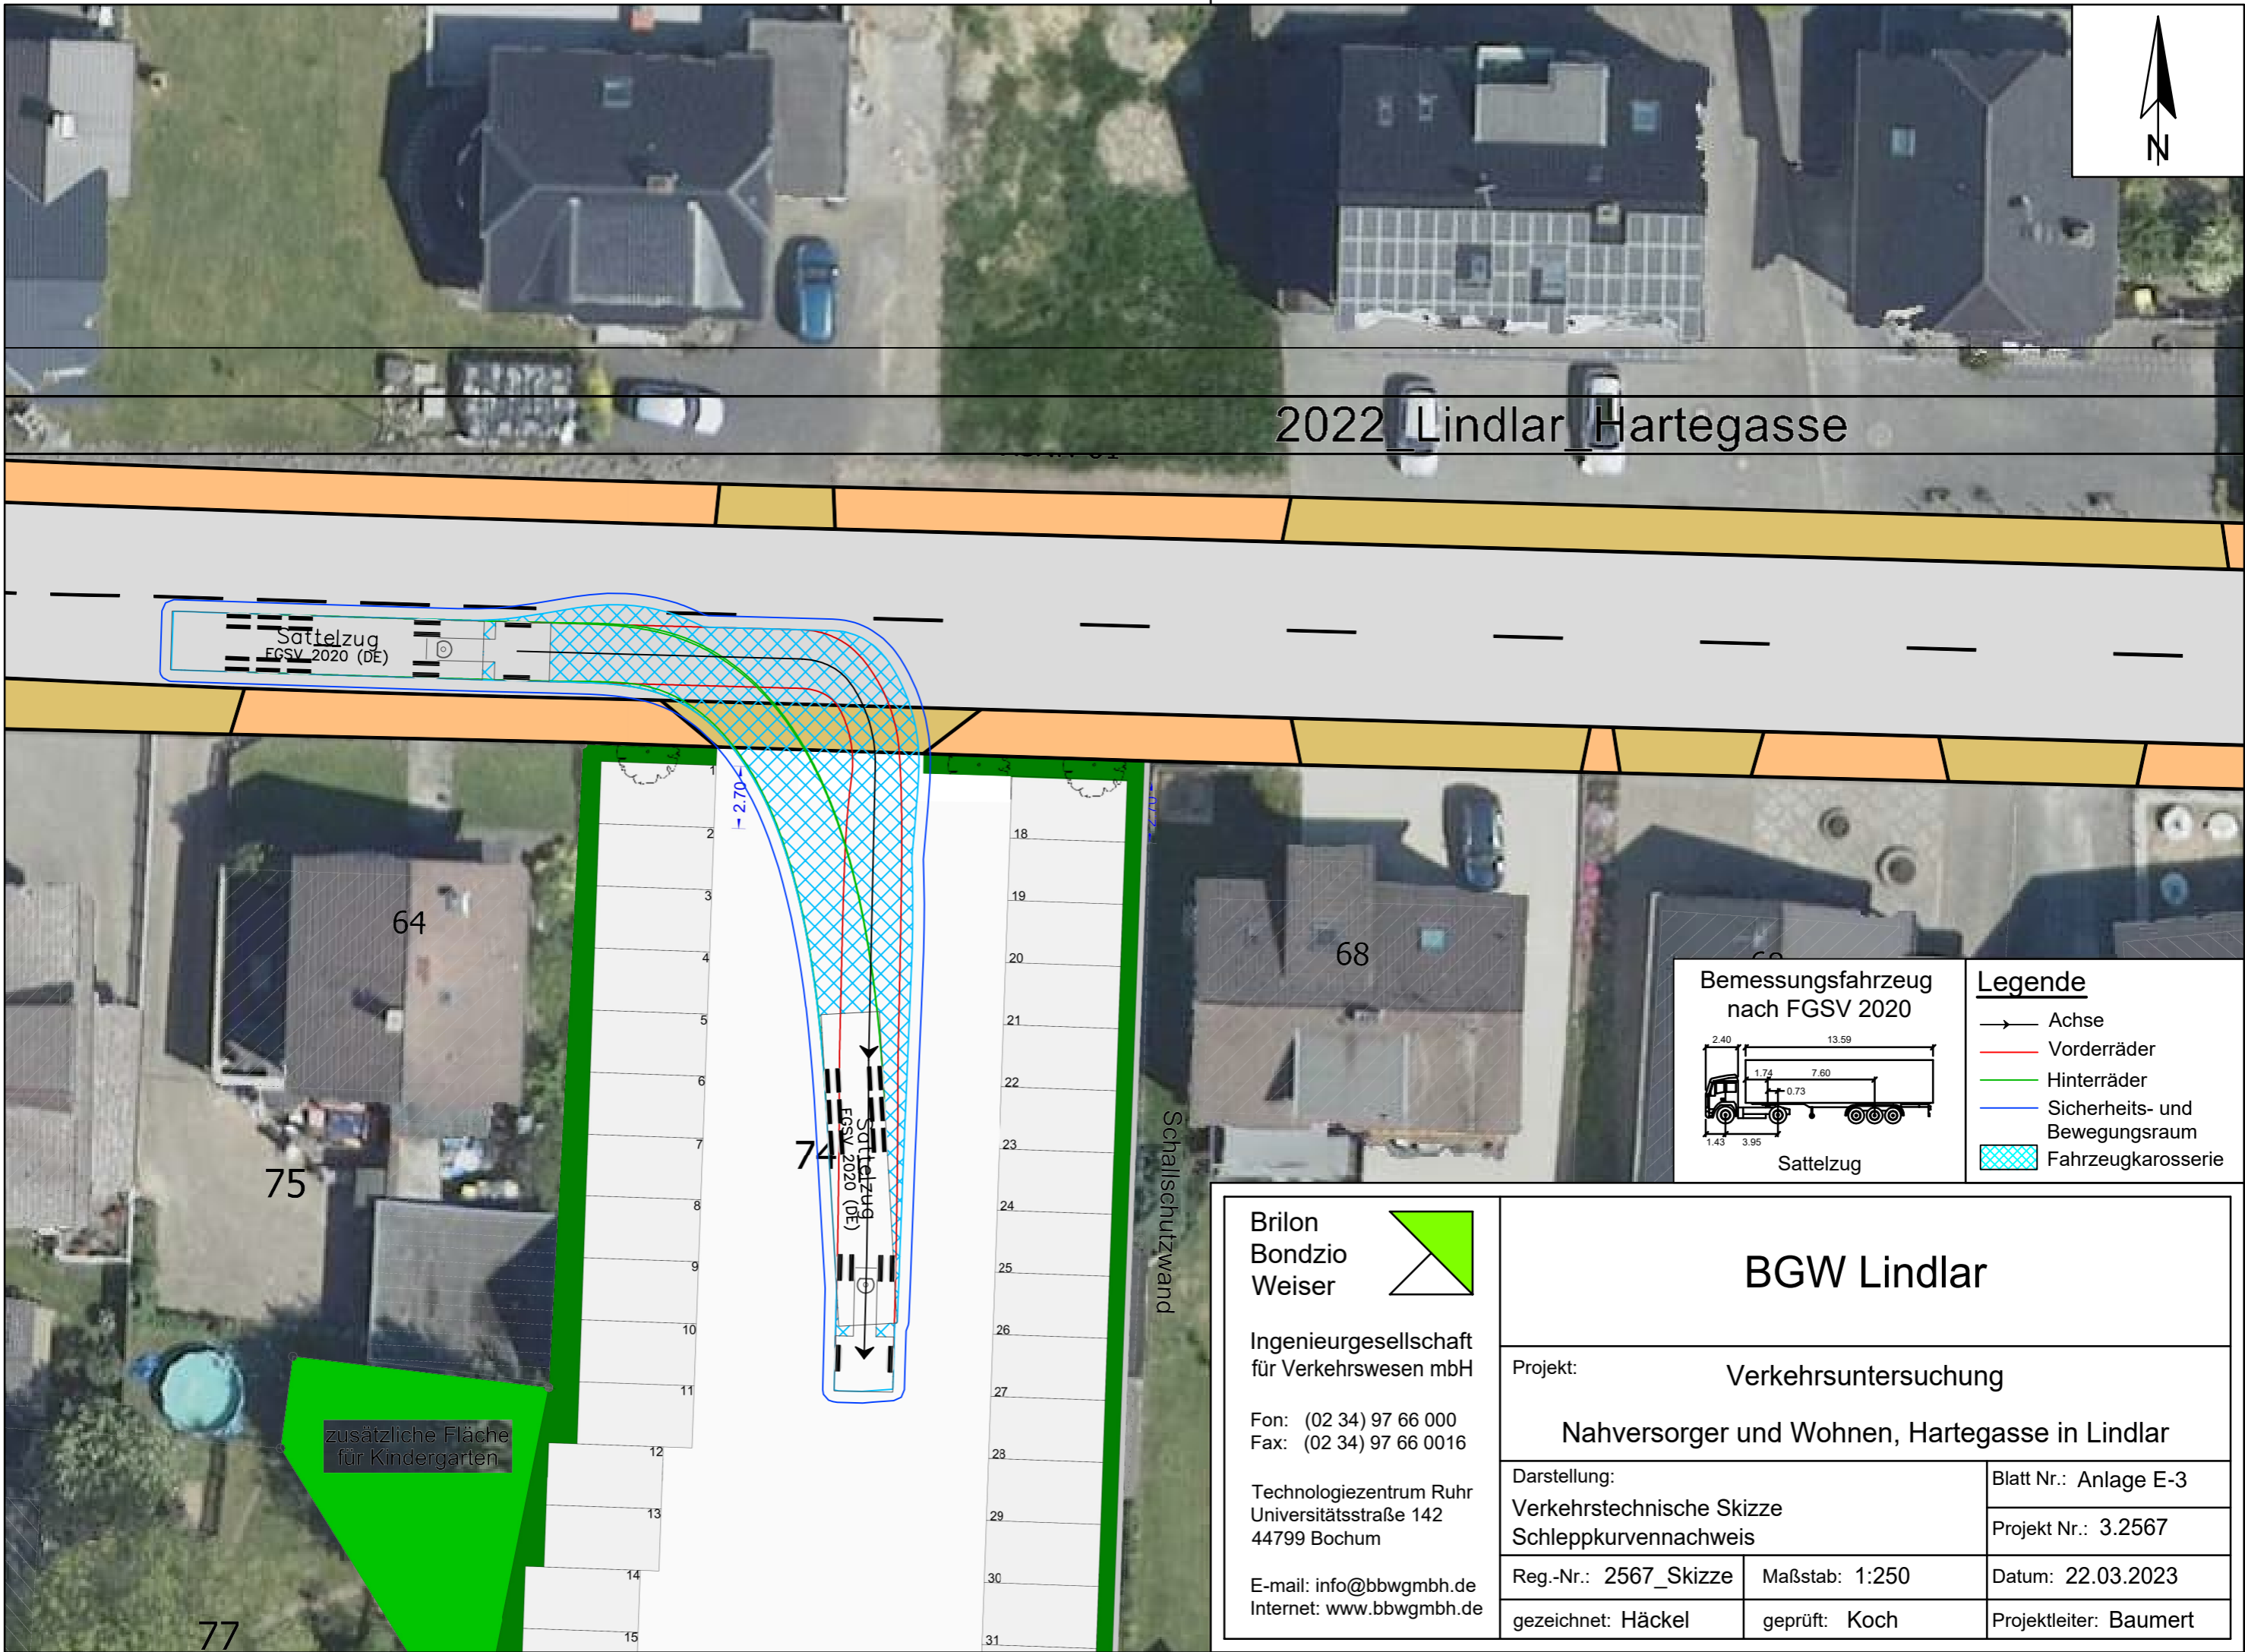 N
2022_Lindlar_Hartegasse
Sattelzug
FGSV 2020 (DE)
2.70
1
2
3
4
5
6
7
8
9
10
11
12
13
14
15
18
19
20
21
22
23
24
25
26
27
28
29
30
31
64
68
74
75
77
Sattelzug
FGSV 2020 (DE)
Schallschutzwand
zusätzliche Fläche
für Kindergarten
Bemessungsfahrzeug
nach FGSV 2020
2.40
13.59
1.74
7.60
0.73
1.43
3.95
Sattelzug
Legende
Achse
Vorderräder
Hinterräder
Sicherheits- und
Bewegungsraum
Fahrzeugkarosserie
Brilon
Bondzio
Weiser
Ingenieurgesellschaft
für Verkehrswesen mbH
Fon: (02 34) 97 66 000
Fax: (02 34) 97 66 0016
Technologiezentrum Ruhr
Universitätsstraße 142
44799 Bochum
E-mail: info@bbwgmbh.de
Internet: www.bbwgmbh.de
BGW Lindlar
Projekt: Verkehrsuntersuchung
Nahversorger und Wohnen, Hartegasse in Lindlar
Darstellung:
Verkehrstechnische Skizze
Schleppkurvennachweis
Blatt Nr.: Anlage E-3
Projekt Nr.: 3.2567
Reg.-Nr.: 2567_Skizze
Maßstab: 1:250
Datum: 22.03.2023
gezeichnet: Häckel
geprüft: Koch
Projektleiter: Baumert